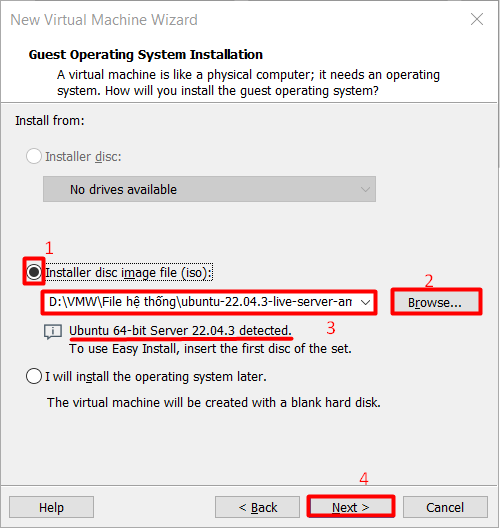 New Virtual Machine Wizard
Guest Operating System Installation
A virtual machine is like a physical computer; it needs an operating
system. How will you install the guest operating system?
Install from:
Installer disc:
No drives available
1
Installer disc image file (iso):
2
D:\VMW\File hệ thống\ubuntu-22.04.3-live-server-am
Browse...
3
Ubuntu 64-bit Server 22.04.3 detected.
To use Easy Install, insert the first disc of the set.
I will install the operating system later.
The virtual machine will be created with a blank hard disk.
4
Help
< Back
Next >
Cancel